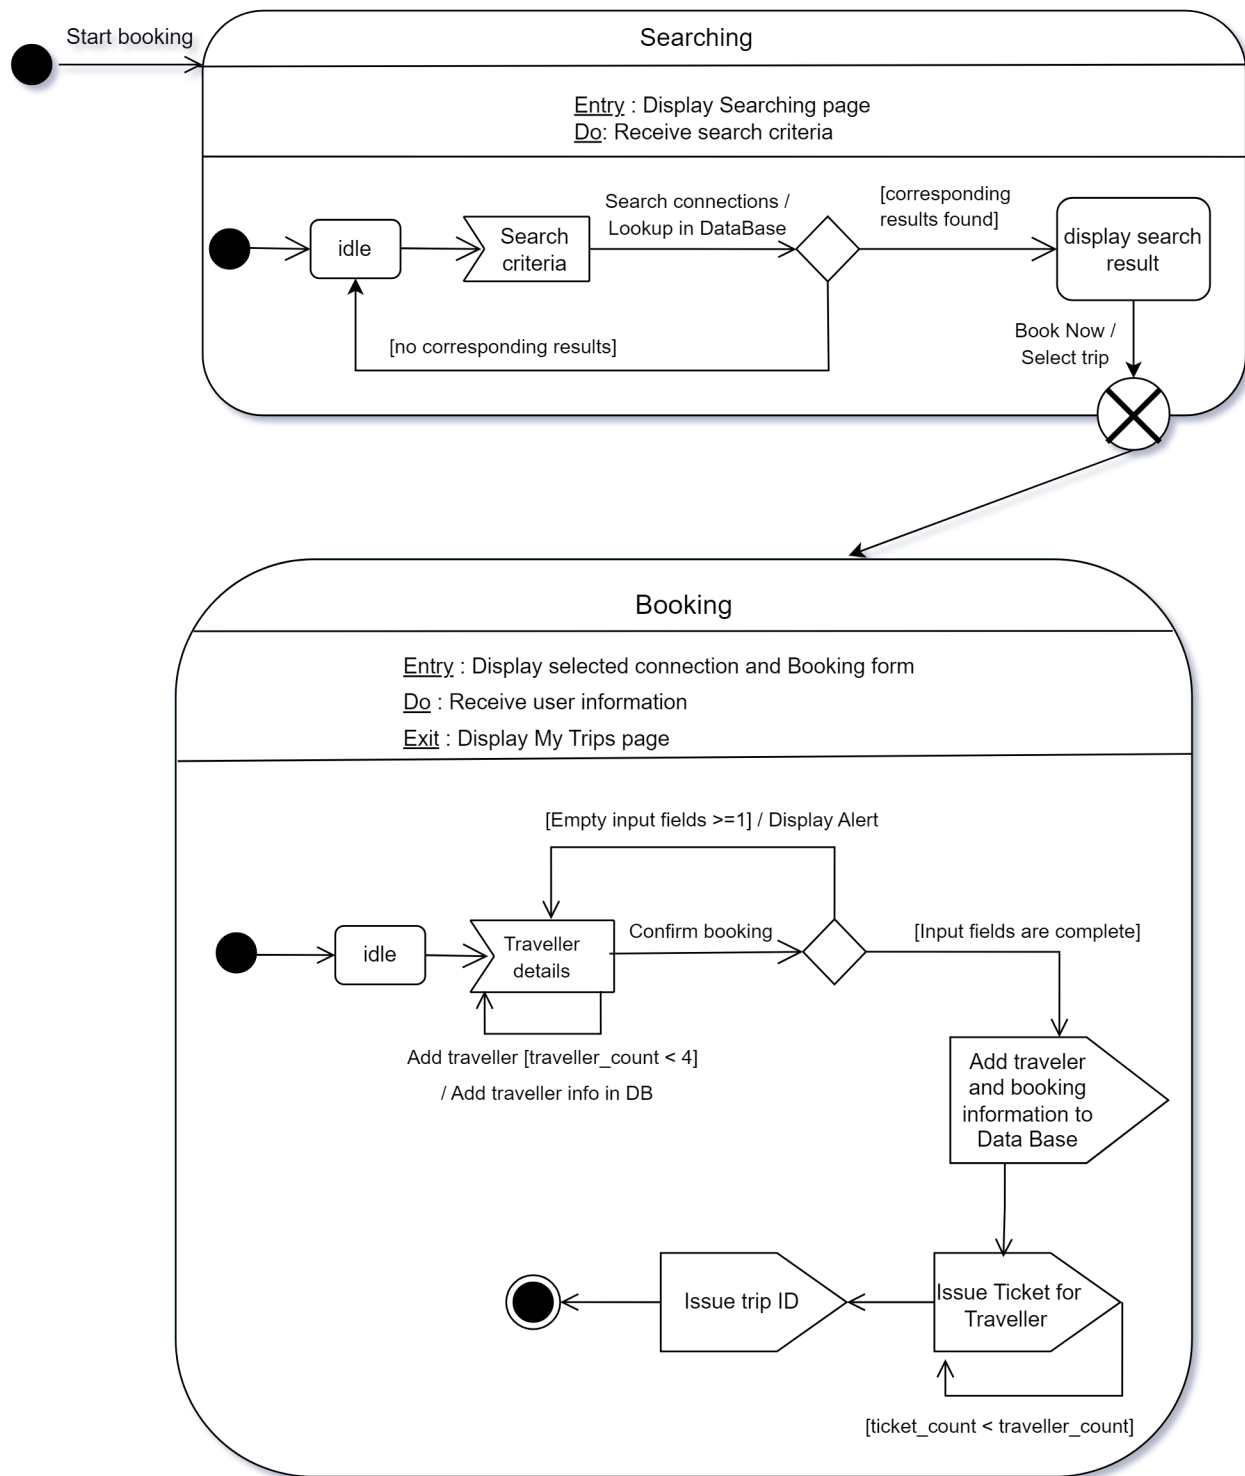 Start booking
Searching
Entry : Display Searching page
Do: Receive search criteria
idle
Search
criteria
Search connections /
Lookup in DataBase
[corresponding
results found]
display search
result
[no corresponding results]
Book Now /
Select trip
Booking
Entry : Display selected connection and Booking form
Do : Receive user information
Exit : Display My Trips page
[Empty input fields >=1] / Display Alert
idle
Traveller
details
Confirm booking
[Input fields are complete]
Add traveller [traveller_count < 4]
/ Add traveller info in DB
Add traveler
and booking
information to
Data Base
Issue trip ID
Issue Ticket for
Traveller
[ticket_count < traveller_count]